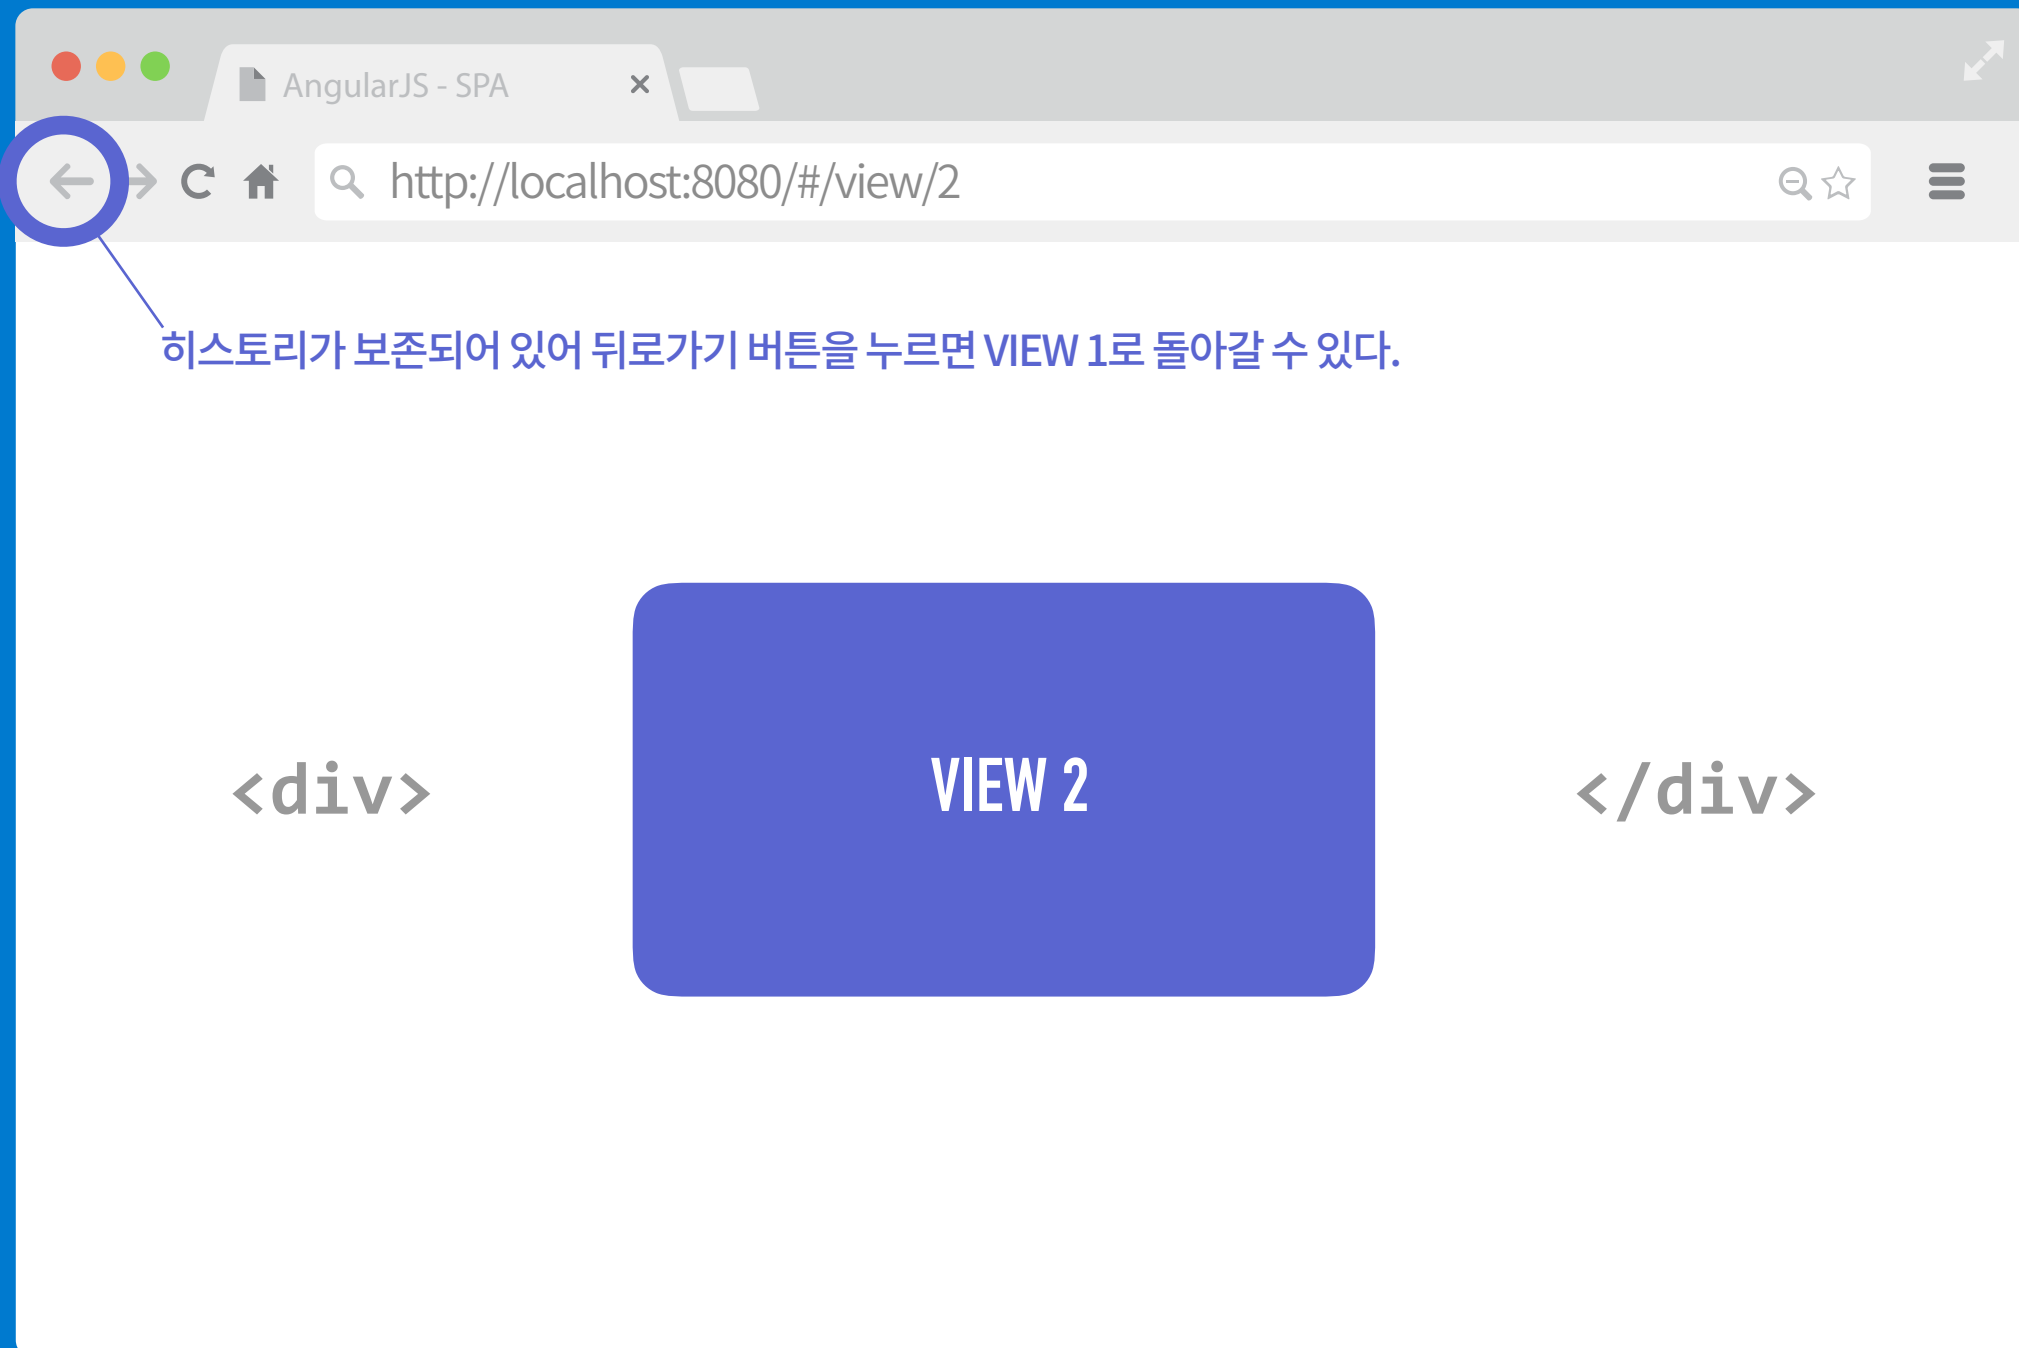 AngularJS - SPA
http://localhost:8080/#/view/2
히스토리가 보존되어 있어 뒤로가기 버튼을 누르면 VIEW 1로 돌아갈 수 있다.
<div> VIEW 2 </div>